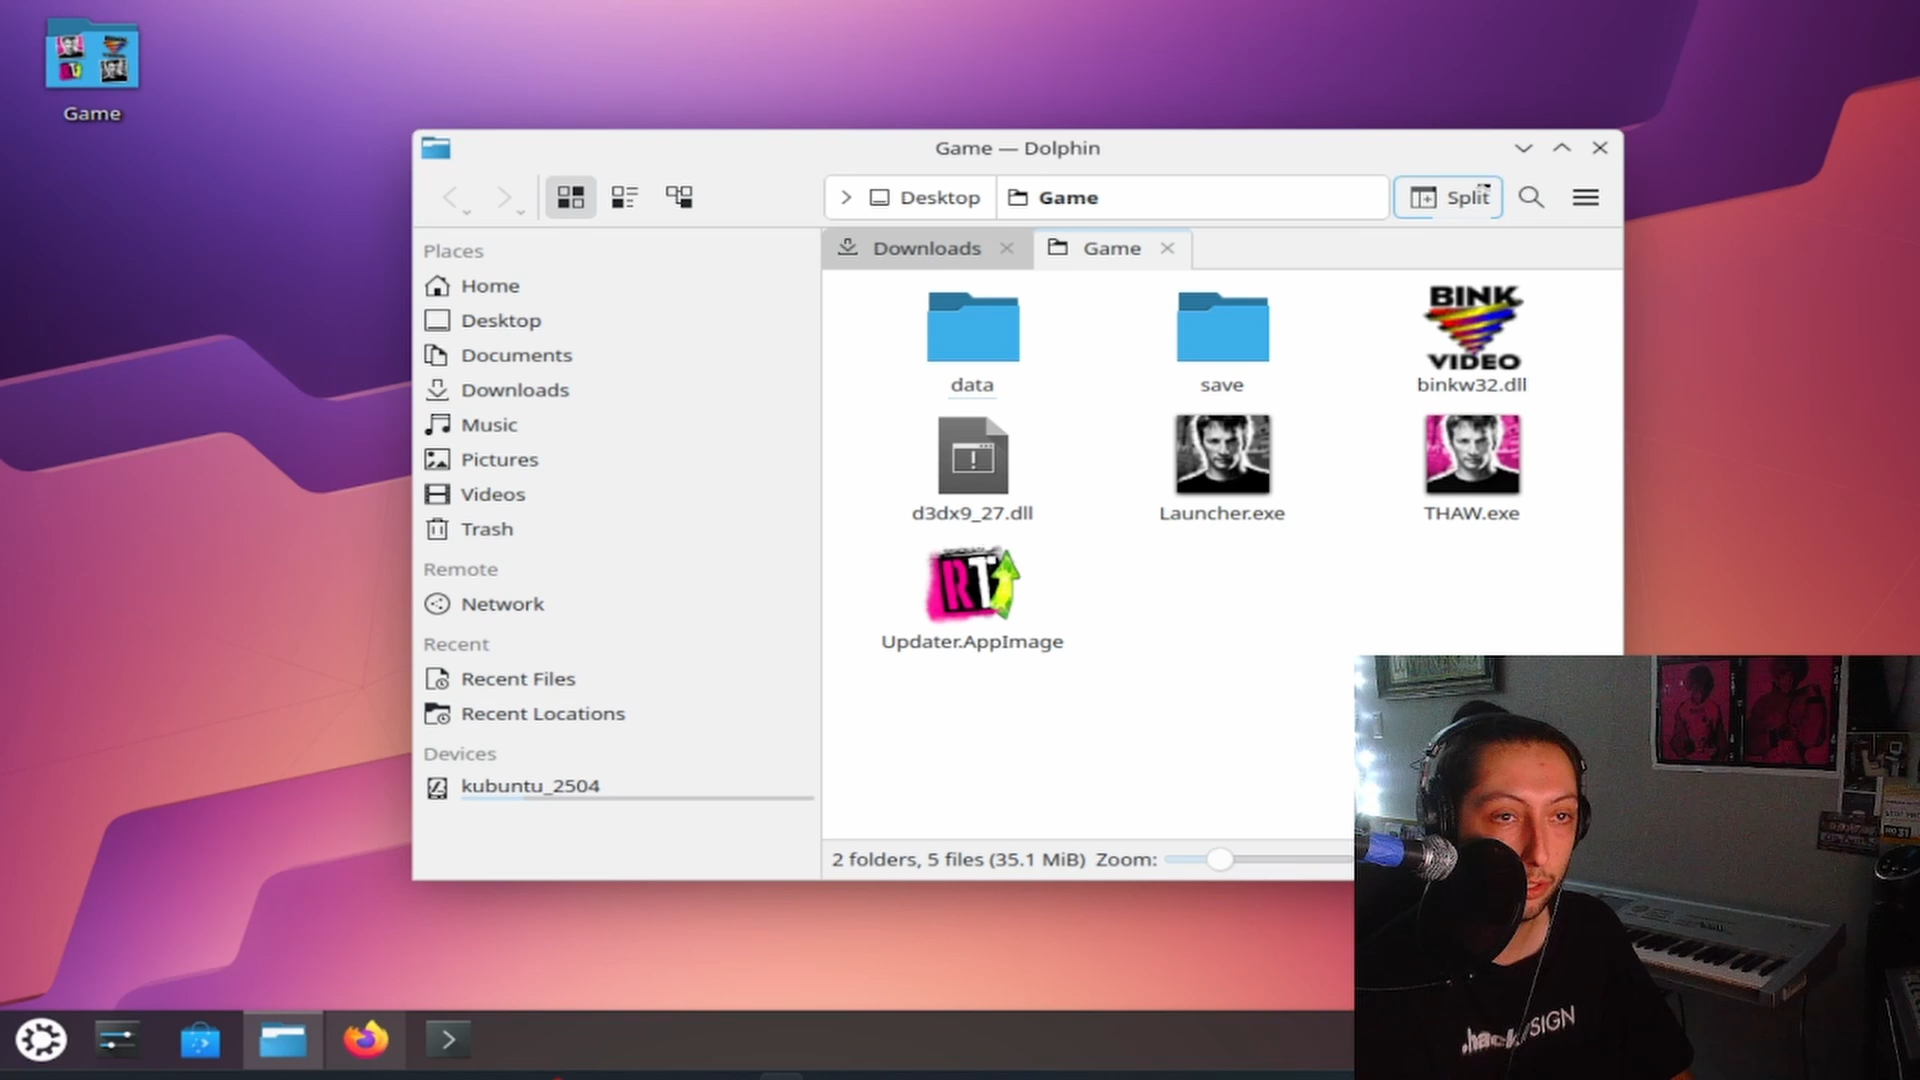 Game
Game — Dolphin
Desktop
Game
Split
Places
Home
Desktop
Documents
Downloads
Music
Pictures
Videos
Trash
Remote
Network
Recent
Recent Files
Recent Locations
Devices
kubuntu_2504
Downloads
Game
BINK
VIDEO
data
save
binkw32.dll
d3dx9_27.dll
Launcher.exe
THAW.exe
RT
Updater.AppImage
2 folders, 5 files (35.1 MiB)
Zoom:
.hack//SIGN